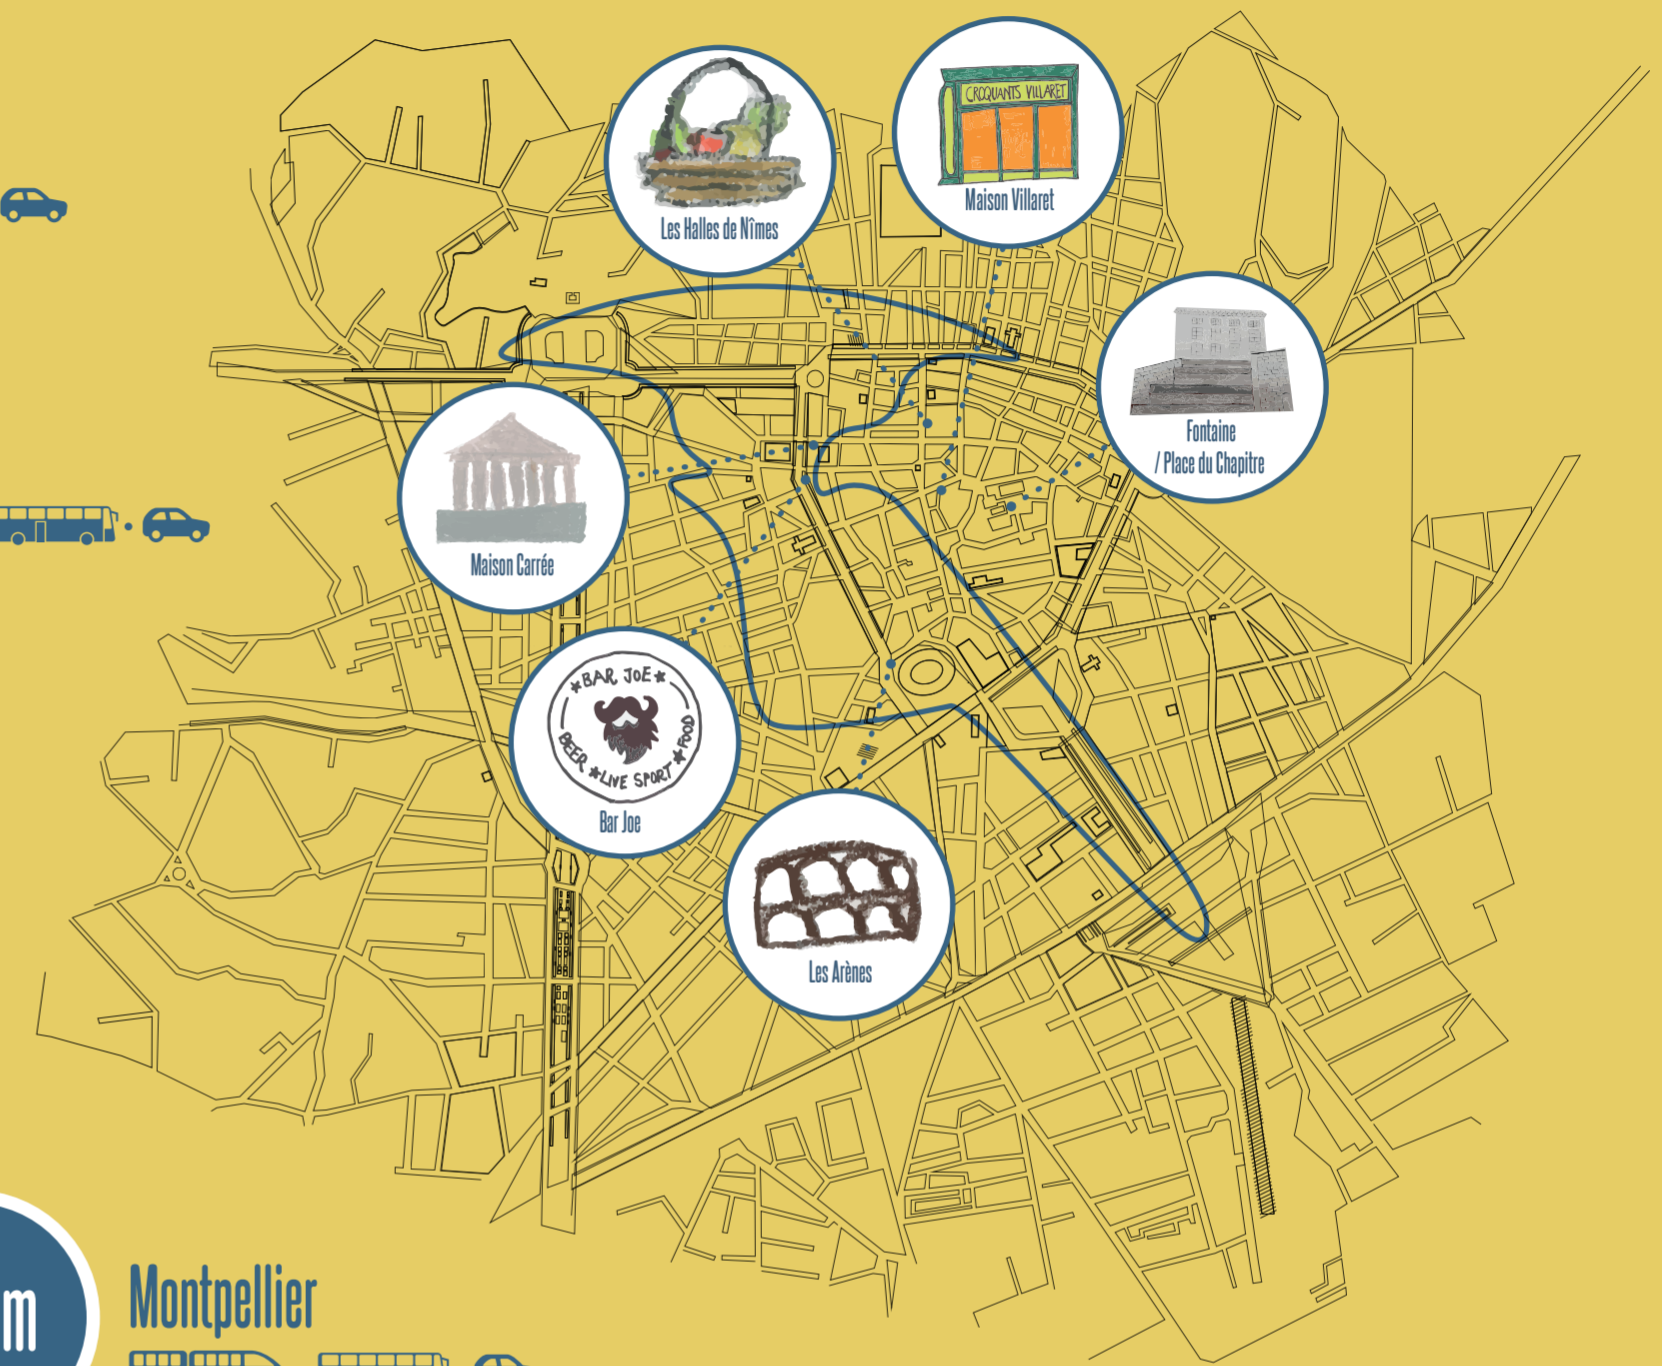 CROQUANTS VILLARET
Maison Villaret
Les Halles de Nîmes
Fontaine
/ Place du Chapitre
Maison Carrée
BAR JOE
BEER
LIVE SPORT
FOOD
Bar Joe
Les Arènes
m
Montpellier